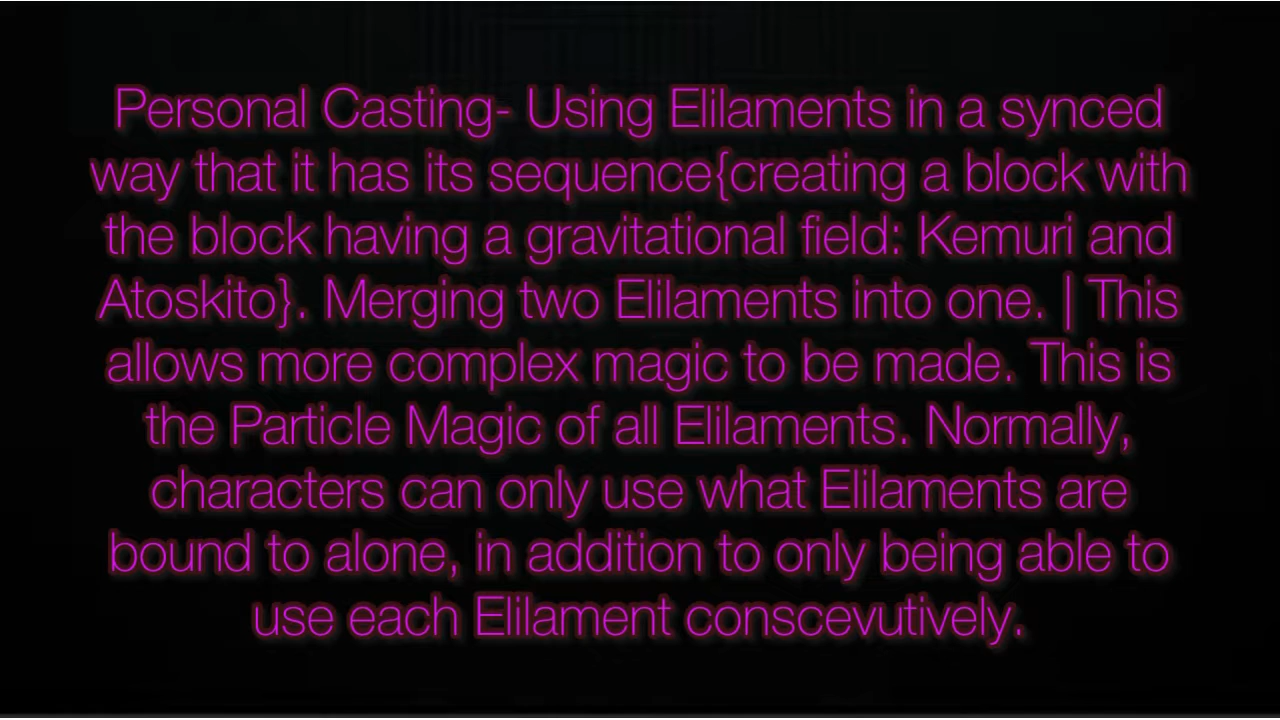 Personal Casting- Using Elilaments in a synced
way that it has its sequence{creating a block with
the block having a gravitational field: Kemuri and
Atoskito}. Merging two Elilaments into one. | This
allows more complex magic to be made. This is
the Particle Magic of all Elilaments. Normally,
characters can only use what Elilaments are
bound to alone, in addition to only being able to
use each Elilament conscevutively.